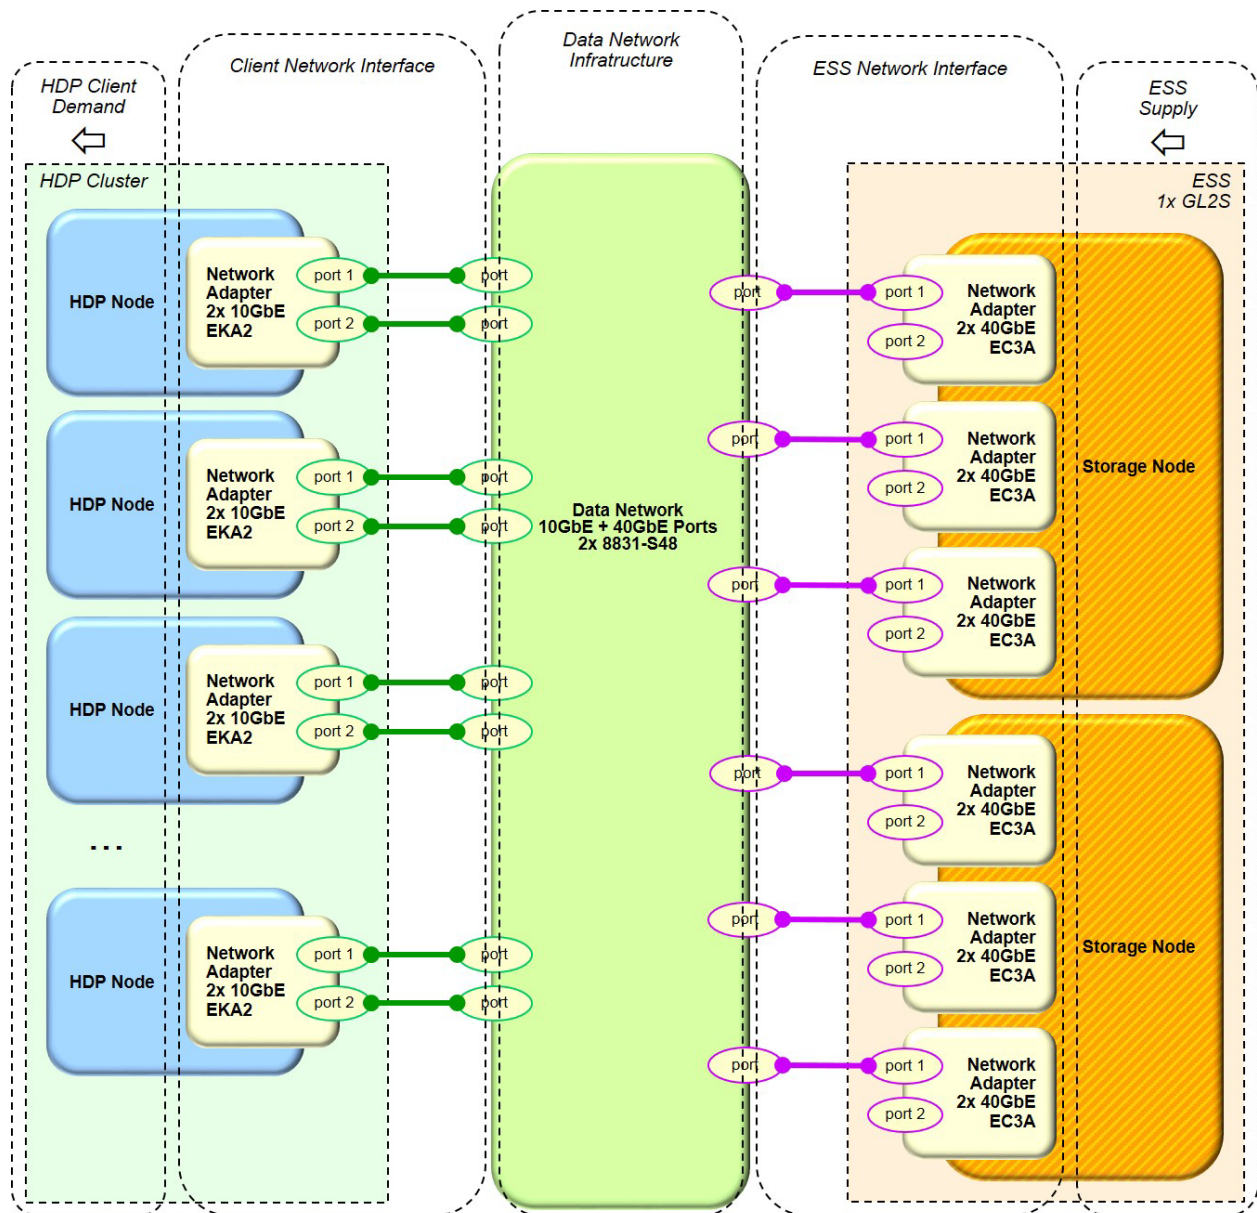 HDP Client
Demand
Client Network Interface
Data Network
Infratructure
ESS Network Interface
ESS
Supply
HDP Cluster
ESS
1x GL2S
HDP Node
Network
Adapter
2x 10GbE
EKA2
port 1
port 2
port
port
HDP Node
Network
Adapter
2x 10GbE
EKA2
port 1
port 2
port
port
HDP Node
Network
Adapter
2x 10GbE
EKA2
port 1
port 2
port
port
...
HDP Node
Network
Adapter
2x 10GbE
EKA2
port 1
port 2
port
port
Data Network
10GbE + 40GbE Ports
2x 8831-S48
port
port 1
port 2
Network
Adapter
2x 40GbE
EC3A
port
port 1
port 2
Network
Adapter
2x 40GbE
EC3A
port
port 1
port 2
Network
Adapter
2x 40GbE
EC3A
Storage Node
port
port 1
port 2
Network
Adapter
2x 40GbE
EC3A
port
port 1
port 2
Network
Adapter
2x 40GbE
EC3A
port
port 1
port 2
Network
Adapter
2x 40GbE
EC3A
Storage Node